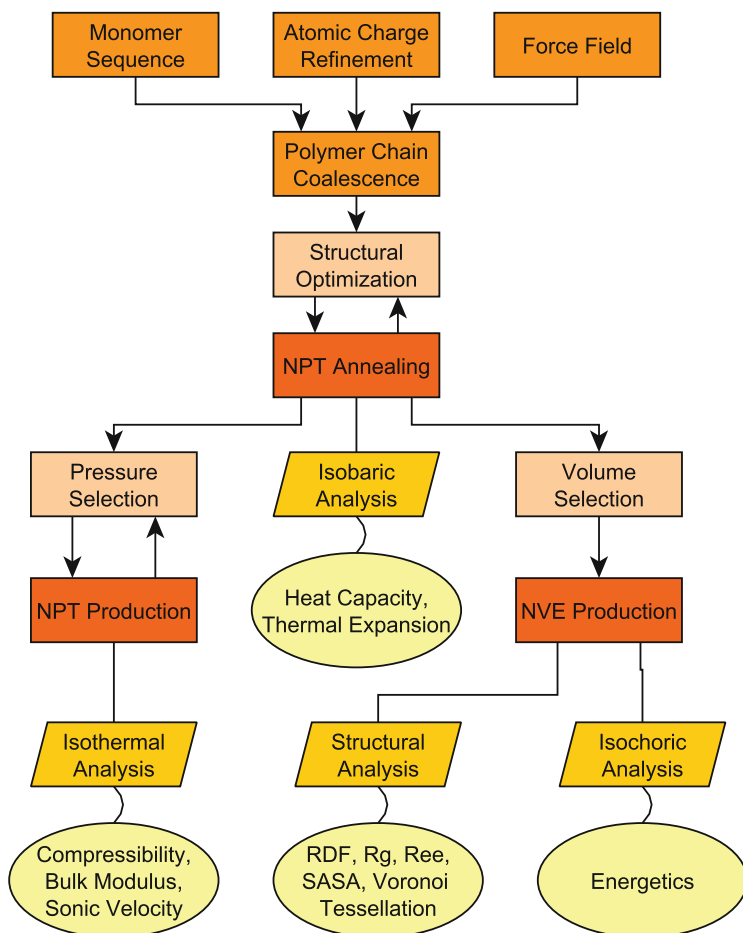 Monomer
Sequence
Atomic Charge
Refinement
Force Field
Polymer Chain
Coalescence
Structural
Optimization
NPT Annealing
Pressure
Selection
Isobaric
Analysis
Volume
Selection
NPT Production
Heat Capacity,
Thermal Expansion
NVE Production
Isothermal
Analysis
Structural
Analysis
Isochoric
Analysis
Compressibility,
Bulk Modulus,
Sonic Velocity
RDF, Rg, Ree,
SASA, Voronoi
Tessellation
Energetics